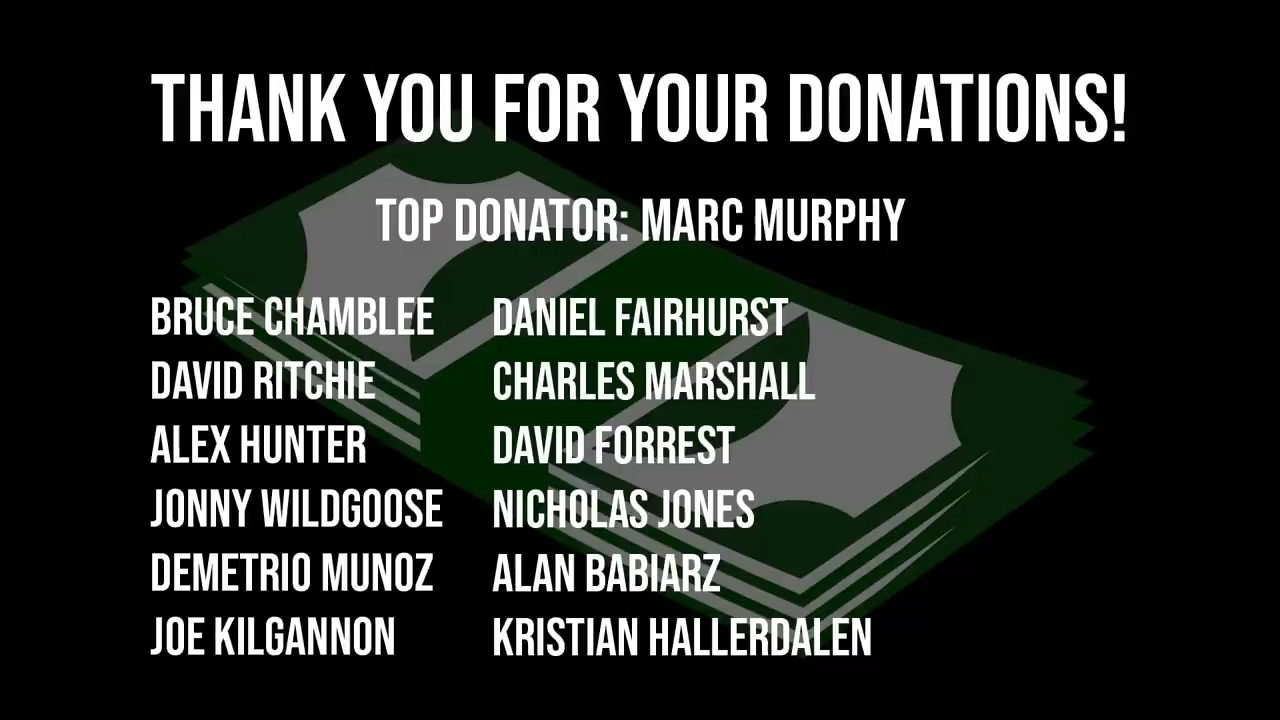 THANK YOU FOR YOUR DONATIONS!
TOP DONATOR: MARC MURPHY
BRUCE CHAMBLEE
DAVID RITCHIE
ALEX HUNTER
JONNY WILDGOOSE
DEMETRIO MUNOZ
JOE KILGANNON
DANIEL FAIRHURST
CHARLES MARSHALL
DAVID FORREST
NICHOLAS JONES
ALAN BABIARZ
KRISTIAN HALLERDALEN